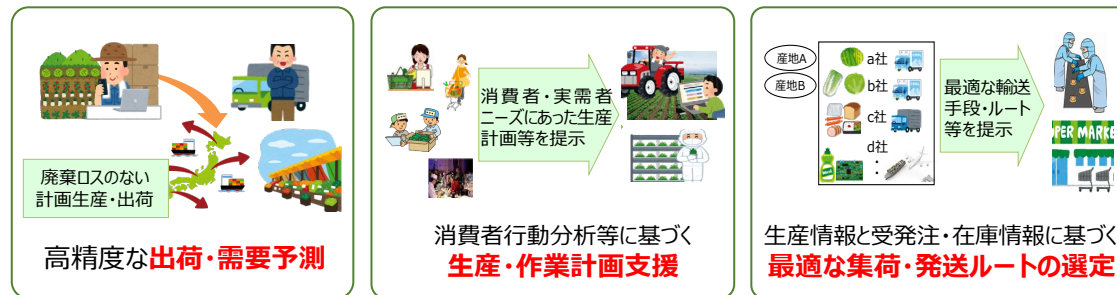 廃棄ロスのない
計画生産・出荷
高精度な出荷・需要予測
消費者・実需者
ニーズにあった生産
計画等を提示
消費者行動分析等に基づく
生産・作業計画支援
産地A
産地B
a社
b社
c社
d社
:
最適な輸送
手段・ルート
等を提示
PER MARKE
生産情報と受発注・在庫情報に基づく
最適な集荷・発送ルートの選定